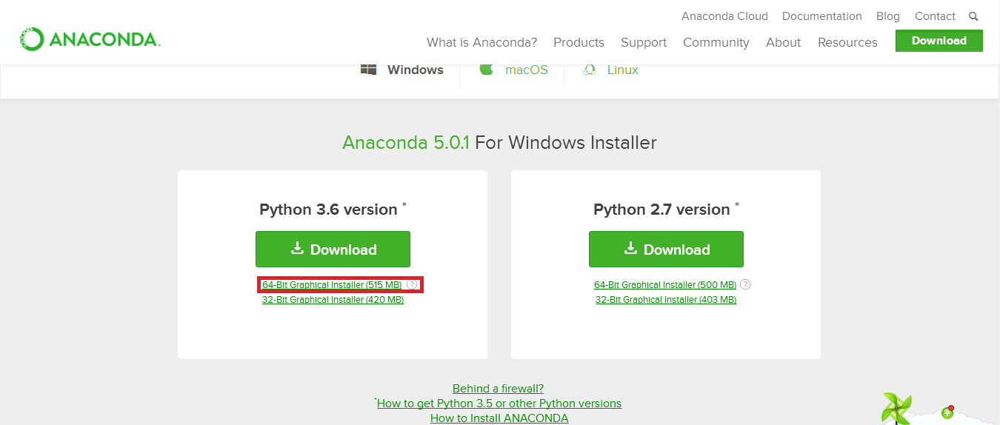 Anaconda Cloud Documentation Blog Contact
ANACONDA.
What is Anaconda? Products Support Community About Resources Download
Windows macOS Linux
Anaconda 5.0.1 For Windows Installer
Python 3.6 version *
Download
64-Bit Graphical Installer (515 MB) ?
32-Bit Graphical Installer (420 MB)
Python 2.7 version *
Download
64-Bit Graphical Installer (500 MB) ?
32-Bit Graphical Installer (403 MB)
Behind a firewall?
*How to get Python 3.5 or other Python versions
How to Install ANACONDA